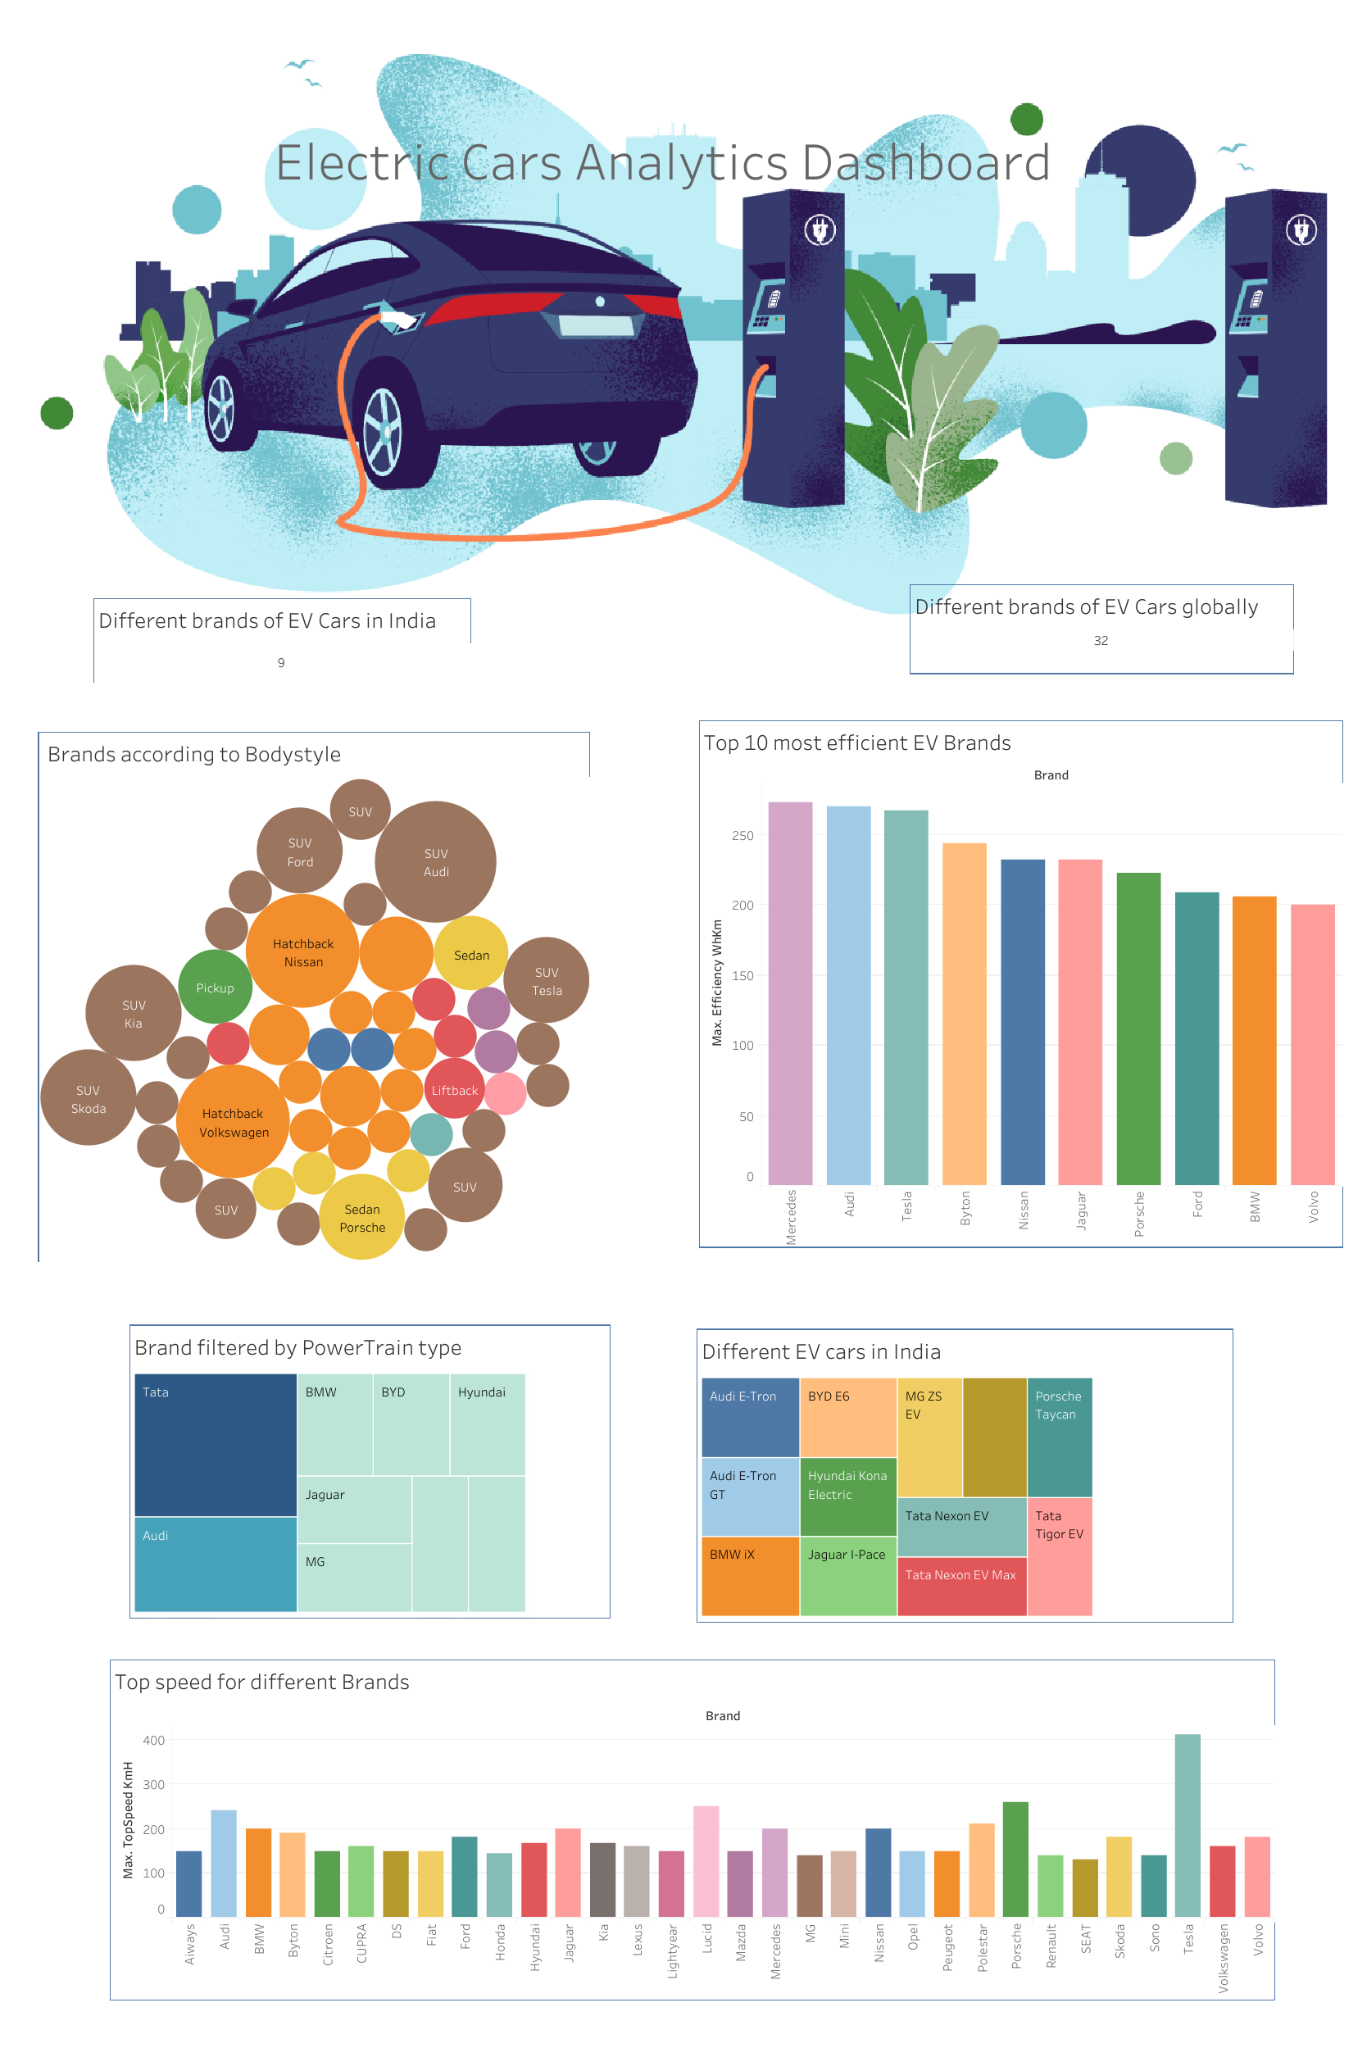 Electric Cars Analytics Dashboard
Different brands of EV Cars in India
9
Different brands of EV Cars globally
32
Brands according to Bodystyle
SUV
SUV
Ford
SUV
Audi
Hatchback
Nissan
Sedan
SUV
Tesla
Pickup
SUV
Kia
SUV
Skoda
Liftback
Hatchback
Volkswagen
SUV
SUV
Sedan
Porsche
Top 10 most efficient EV Brands
Brand
Max. Efficiency WhKm
250
200
150
100
50
0
Mercedes
Audi
Tesla
Byton
Nissan
Jaguar
Porsche
Ford
BMW
Volvo
Brand filtered by PowerTrain type
Tata
BMW
BYD
Hyundai
Jaguar
Audi
MG
Different EV cars in India
Audi E-Tron
BYD E6
MG ZS
EV
Porsche
Taycan
Audi E-Tron
GT
Hyundai Kona
Electric
Tata Nexon EV
Tata
Tigor EV
BMW iX
Jaguar I-Pace
Tata Nexon EV Max
Top speed for different Brands
Brand
Max. TopSpeed KmH
400
300
200
100
0
Aiways
Audi
BMW
Byton
Citroen
CUPRA
DS
Fiat
Ford
Honda
Hyundai
Jaguar
Kia
Lexus
Lightyear
Lucid
Mazda
Mercedes
MG
Mini
Nissan
Opel
Peugeot
Polestar
Porsche
Renault
SEAT
Skoda
Sono
Tesla
Volkswagen
Volvo